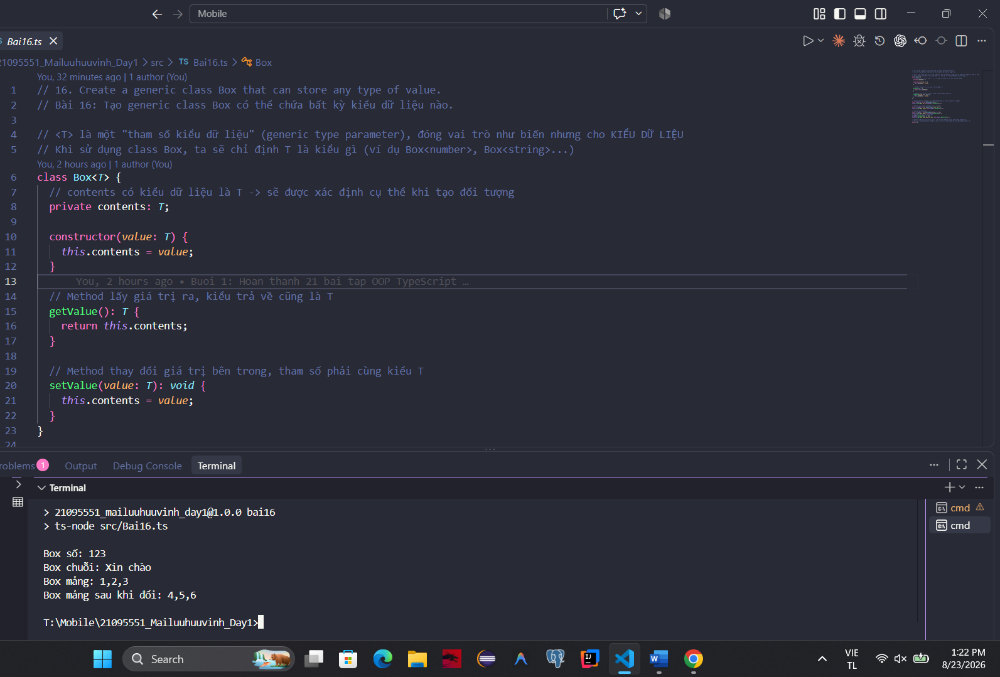 Mobile
Bai16.ts
21095551_Mailuuhuuvinh_Day1 > src > TS Bai16.ts > Box
You, 32 minutes ago | 1 author (You)
1 // 16. Create a generic class Box that can store any type of value.
2 // Bài 16: Tạo generic class Box có thể chứa bất kỳ kiểu dữ liệu nào.
3
4 // <T> là một "tham số kiểu dữ liệu" (generic type parameter), đóng vai trò như biến nhưng cho KIỂU DỮ LIỆU
5 // Khi sử dụng class Box, ta sẽ chỉ định T là kiểu gì (ví dụ Box<number>, Box<string>...)
You, 2 hours ago | 1 author (You)
6 class Box<T> {
7 // contents có kiểu dữ liệu là T -> sẽ được xác định cụ thể khi tạo đối tượng
8 private contents: T;
9
10 constructor(value: T) {
11 this.contents = value;
12 }
13 You, 2 hours ago • Buoi 1: Hoan thanh 21 bai tap OOP TypeScript …
14 // Method lấy giá trị ra, kiểu trả về cũng là T
15 getValue(): T {
16 return this.contents;
17 }
18
19 // Method thay đổi giá trị bên trong, tham số phải cùng kiểu T
20 setValue(value: T): void {
21 this.contents = value;
22 }
23 }
24
roblems 1 Output Debug Console Terminal
Terminal
> 21095551_mailuuhuuvinh_day1@1.0.0 bai16
> ts-node src/Bai16.ts
Box số: 123
Box chuỗi: Xin chào
Box mảng: 1,2,3
Box mảng sau khi đổi: 4,5,6
T:\Mobile\21095551_Mailuuhuuvinh_Day1>
cmd
cmd
Search
VIE
TL
1:22 PM
8/23/2026